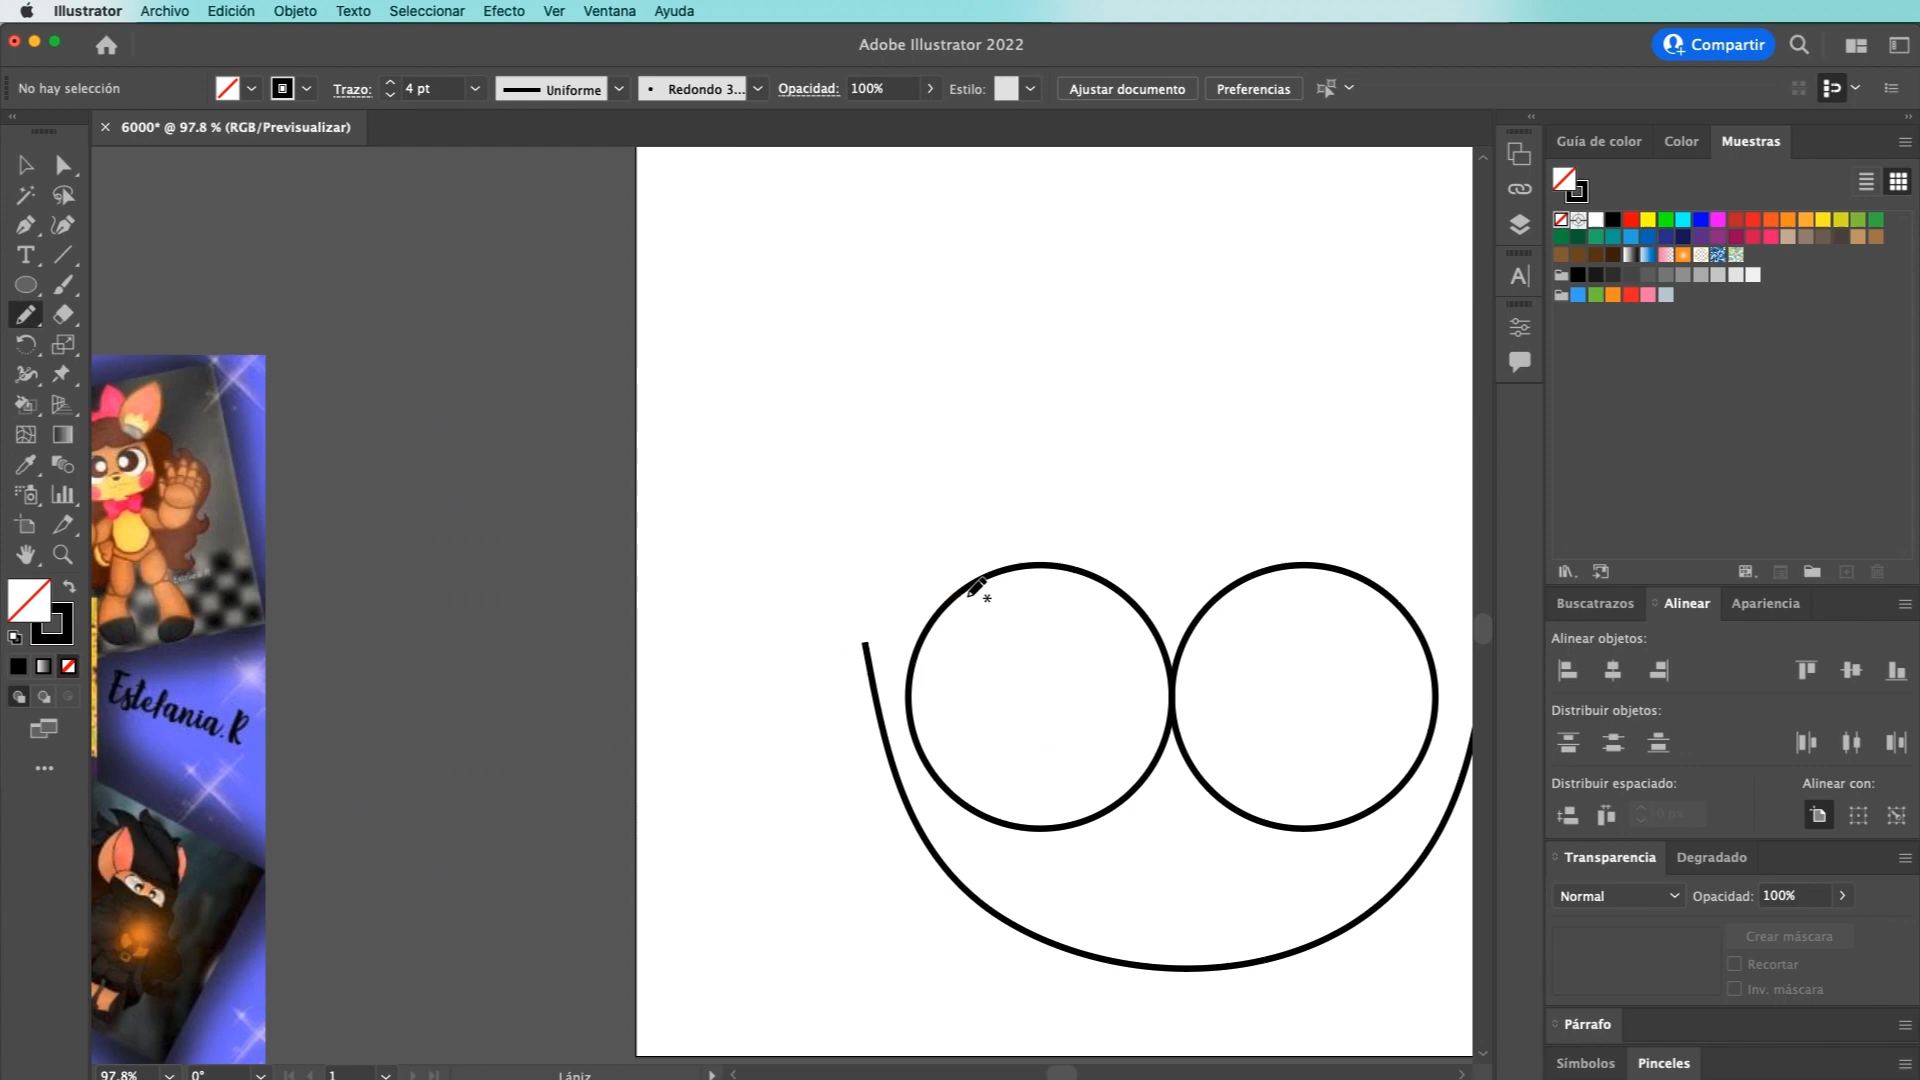 Illustrator Archivo Edición Objeto Texto Seleccionar Efecto Ver Ventana Ayuda
Adobe Illustrator 2022
Compartir
No hay selección
Trazo: 4 pt
Uniforme
Redondo 3...
Opacidad: 100%
Estilo:
Ajustar documento
Preferencias
6000* @ 97.8 % (RGB/Previsualizar)
Guía de color Color Muestras
Estefania.R
Buscatrazos Alinear Apariencia
Alinear objetos:
Distribuir objetos:
Distribuir espaciado: Alinear con:
0 px
Transparencia Degradado
Normal Opacidad: 100%
Crear máscara
Recortar
Inv. máscara
Párrafo
Símbolos Pinceles
97.8% 0° 1 Lápiz